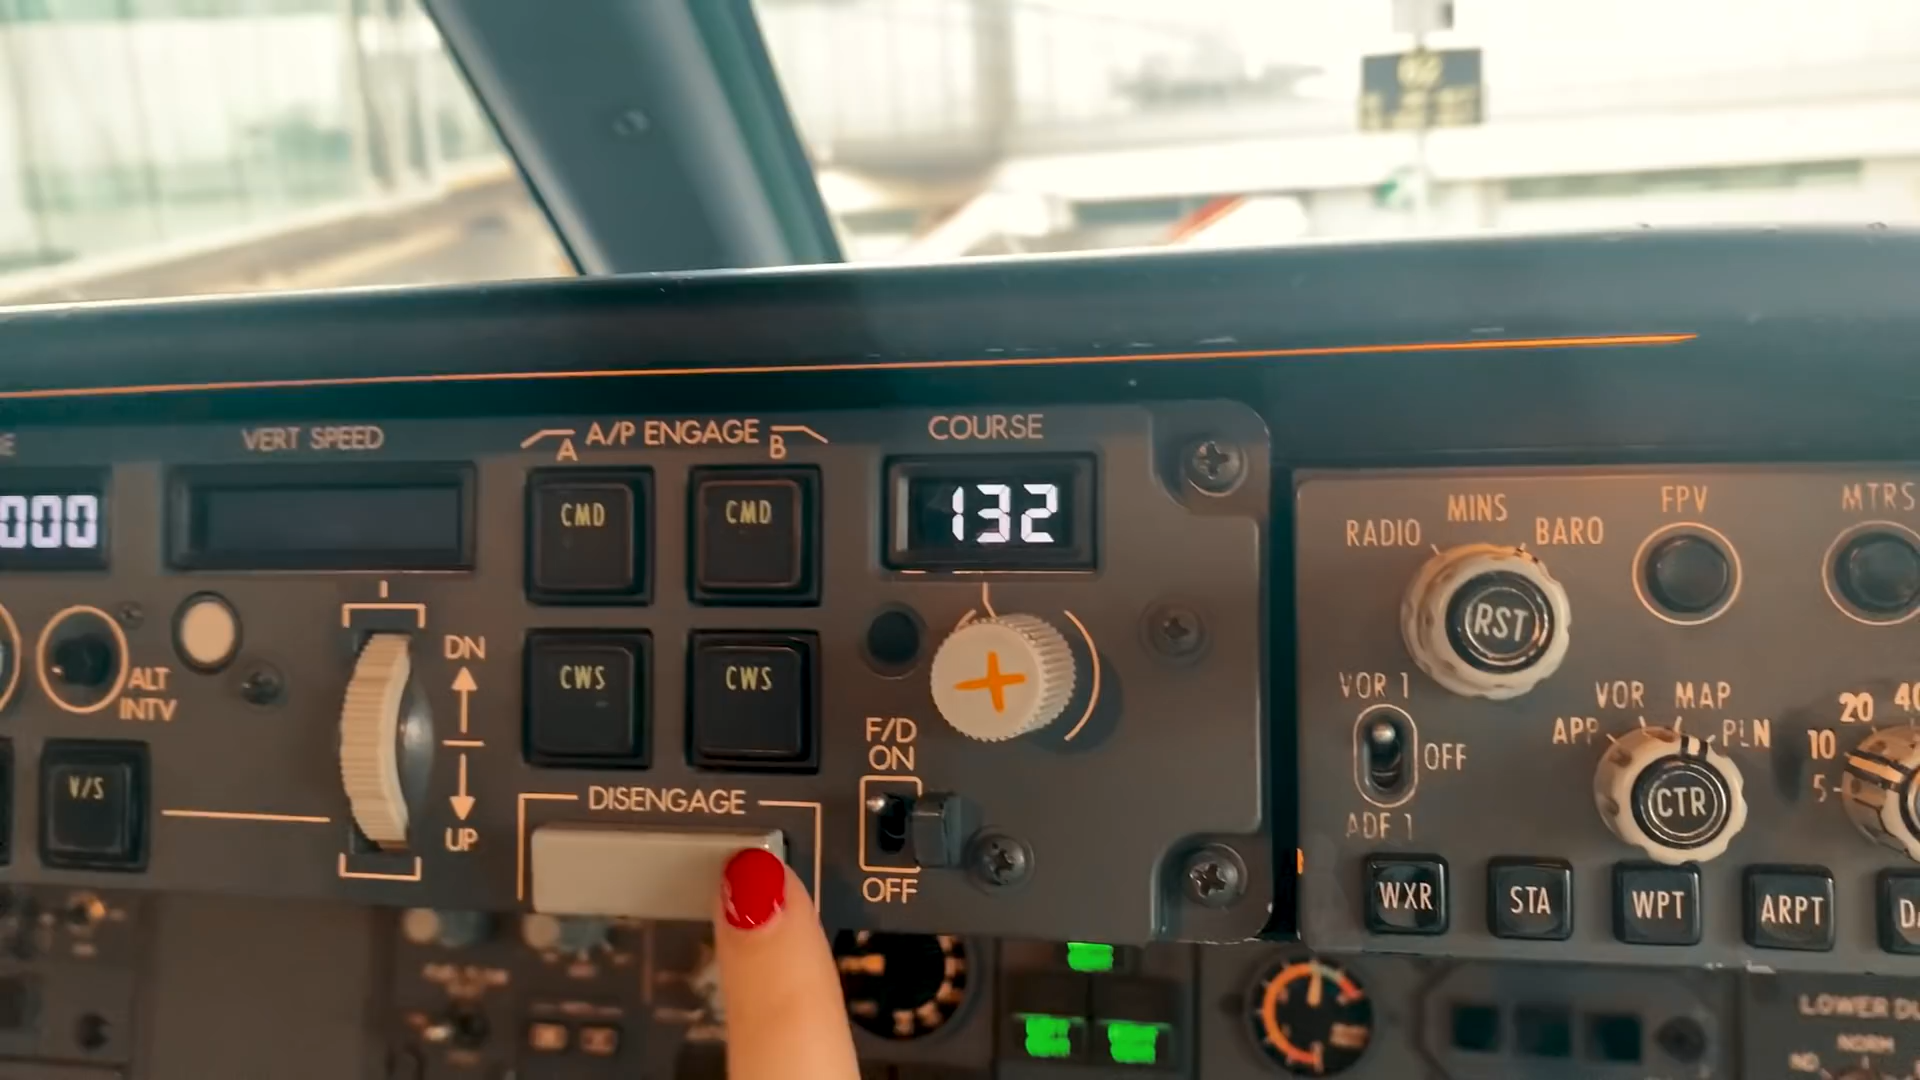 VERT SPEED
A/P ENGAGE
A
B
COURSE
000
CMD
CMD
132
MINS
RADIO
BARO
RST
FPV
MTRS
DN
UP
ALT
INTV
V/S
CWS
CWS
DISENGAGE
F/D
ON
OFF
VOR 1
OFF
ADF 1
VOR
MAP
APP
PLN
CTR
20
10
5
WXR
STA
WPT
ARPT
NORM